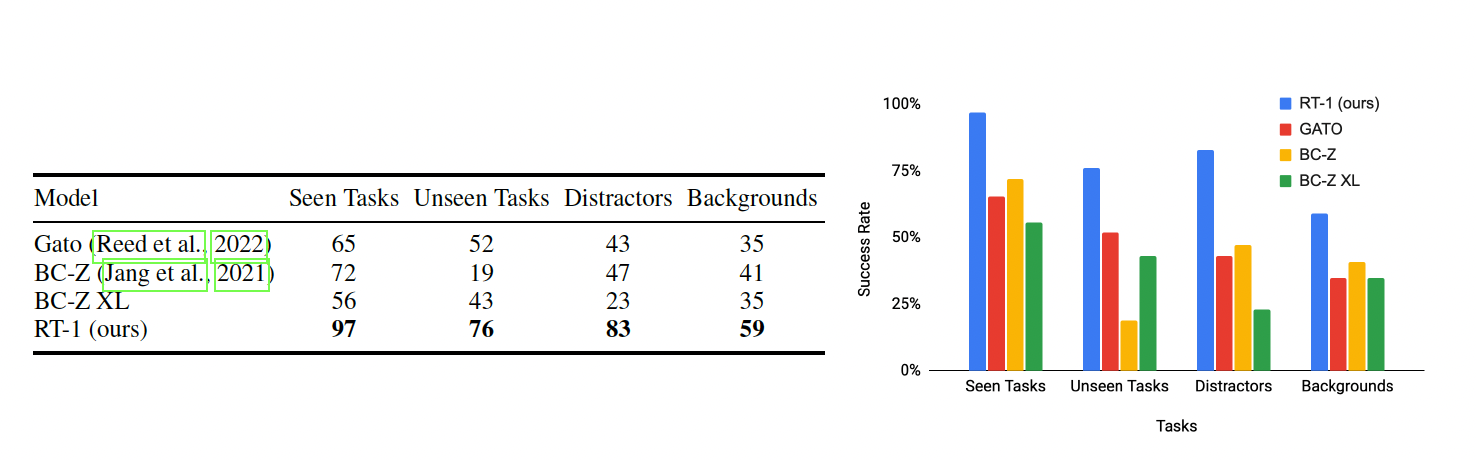 Model Seen Tasks Unseen Tasks Distractors Backgrounds
Gato (Reed et al., 2022) 65 52 43 35
BC-Z (Jang et al., 2021) 72 19 47 41
BC-Z XL 56 43 23 35
RT-1 (ours) 97 76 83 59
100%
75%
50%
25%
0%
Success Rate
RT-1 (ours)
GATO
BC-Z
BC-Z XL
Seen Tasks Unseen Tasks Distractors Backgrounds
Tasks